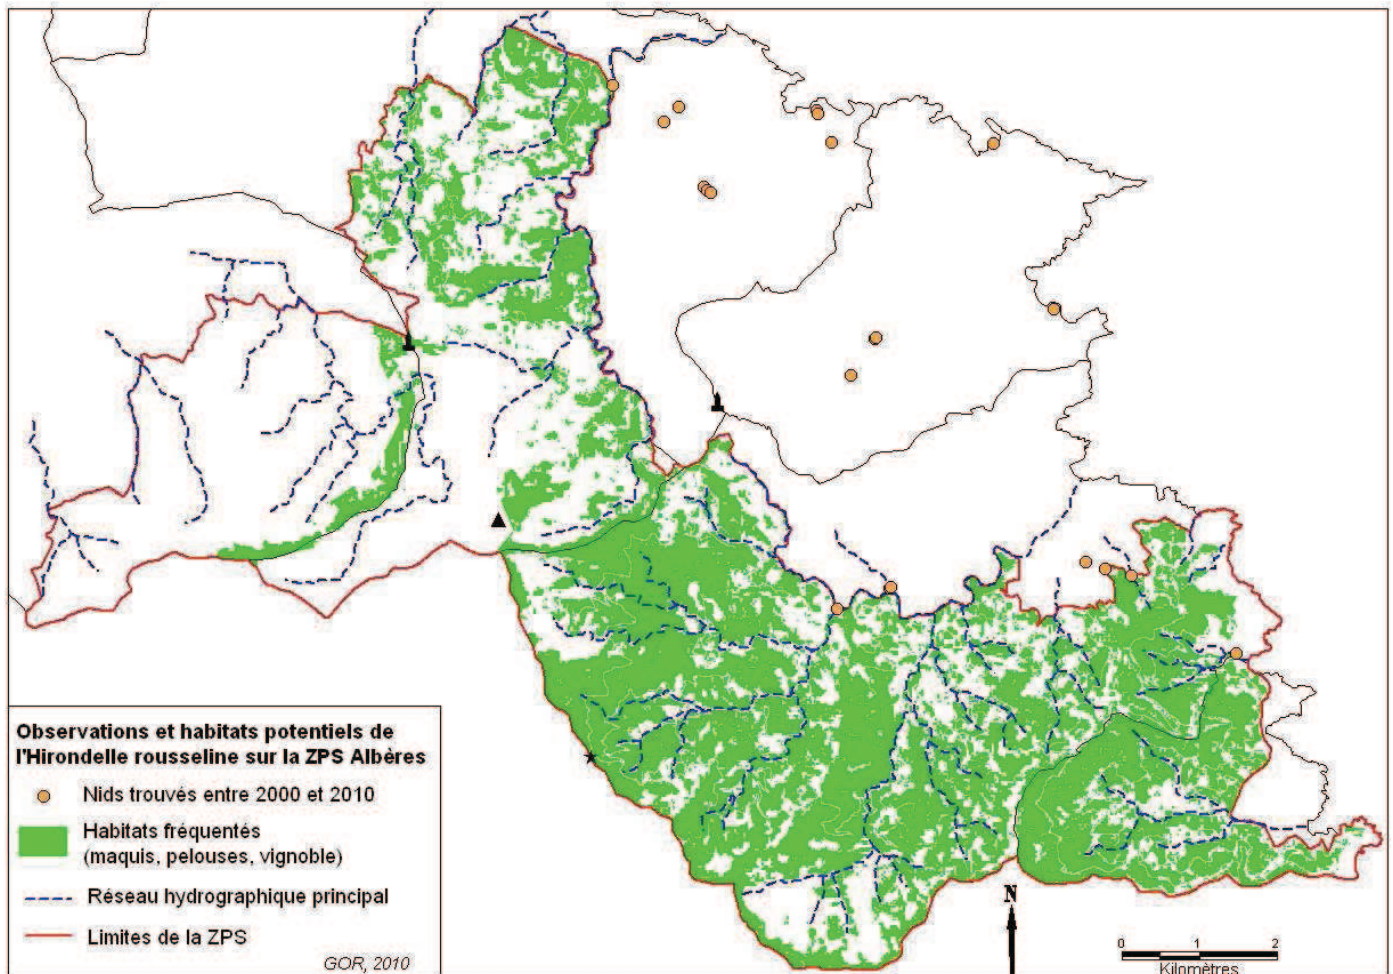 Observations et habitats potentiels de
l'Hirondelle rousseline sur la ZPS Albères
Nids trouvés entre 2000 et 2010
Habitats fréquentés
(maquis, pelouses, vignoble)
Réseau hydrographique principal
Limites de la ZPS
GOR, 2010
N
0 1 2
Kilomètres